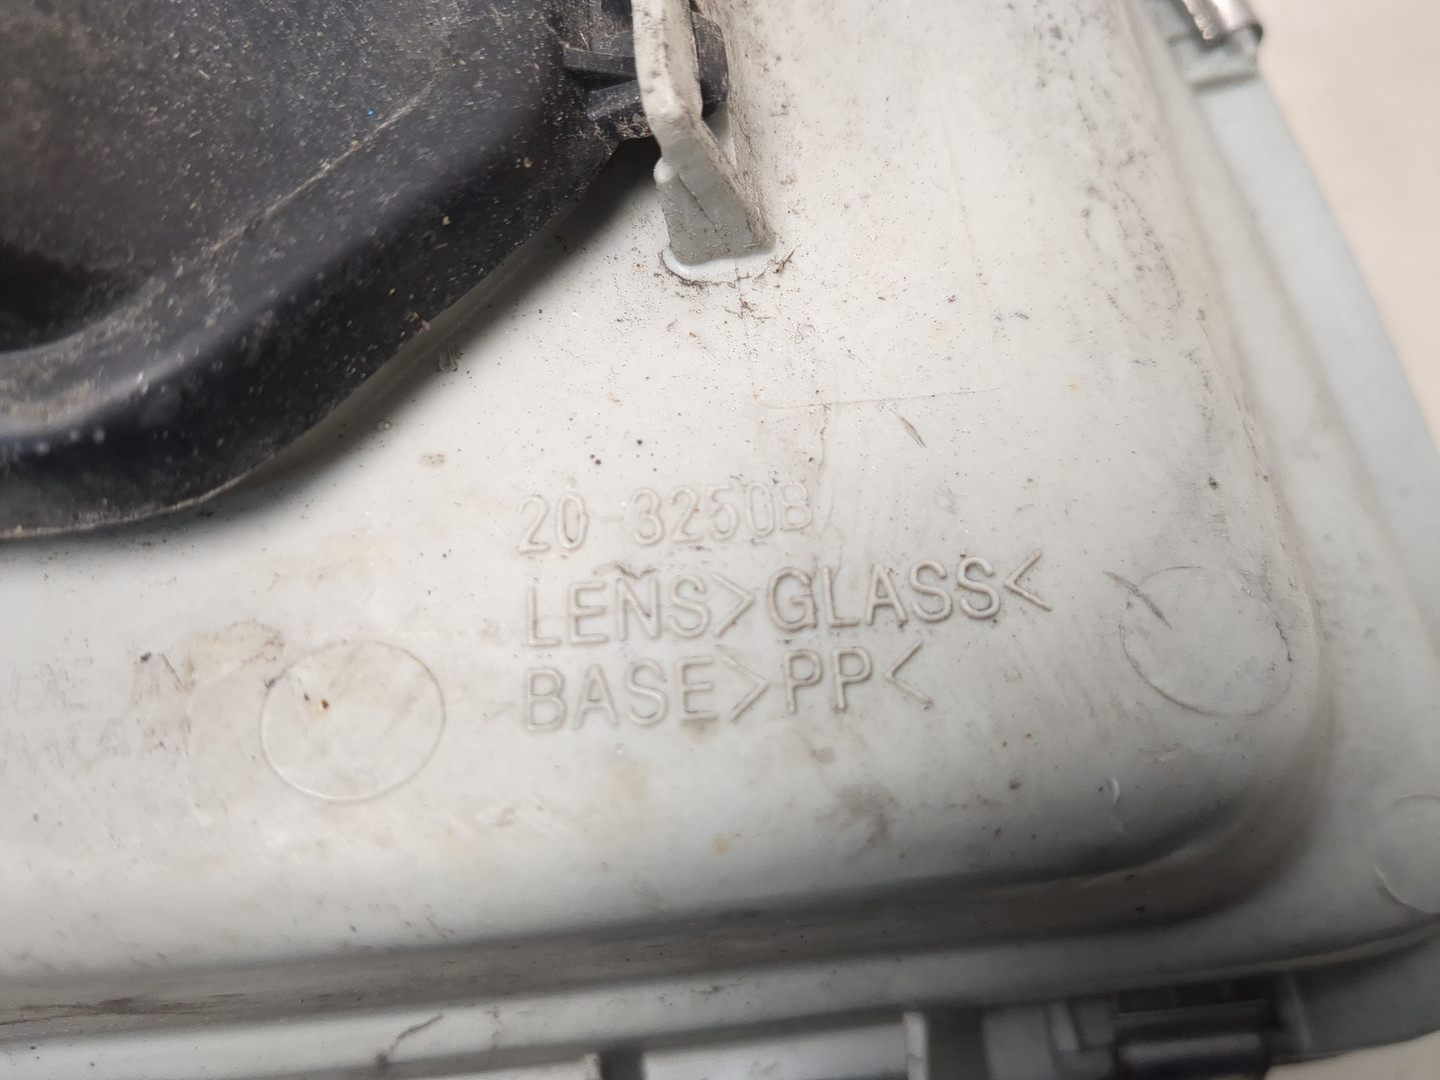 20-3250B
LENS>GLASS<
BASE>PP<